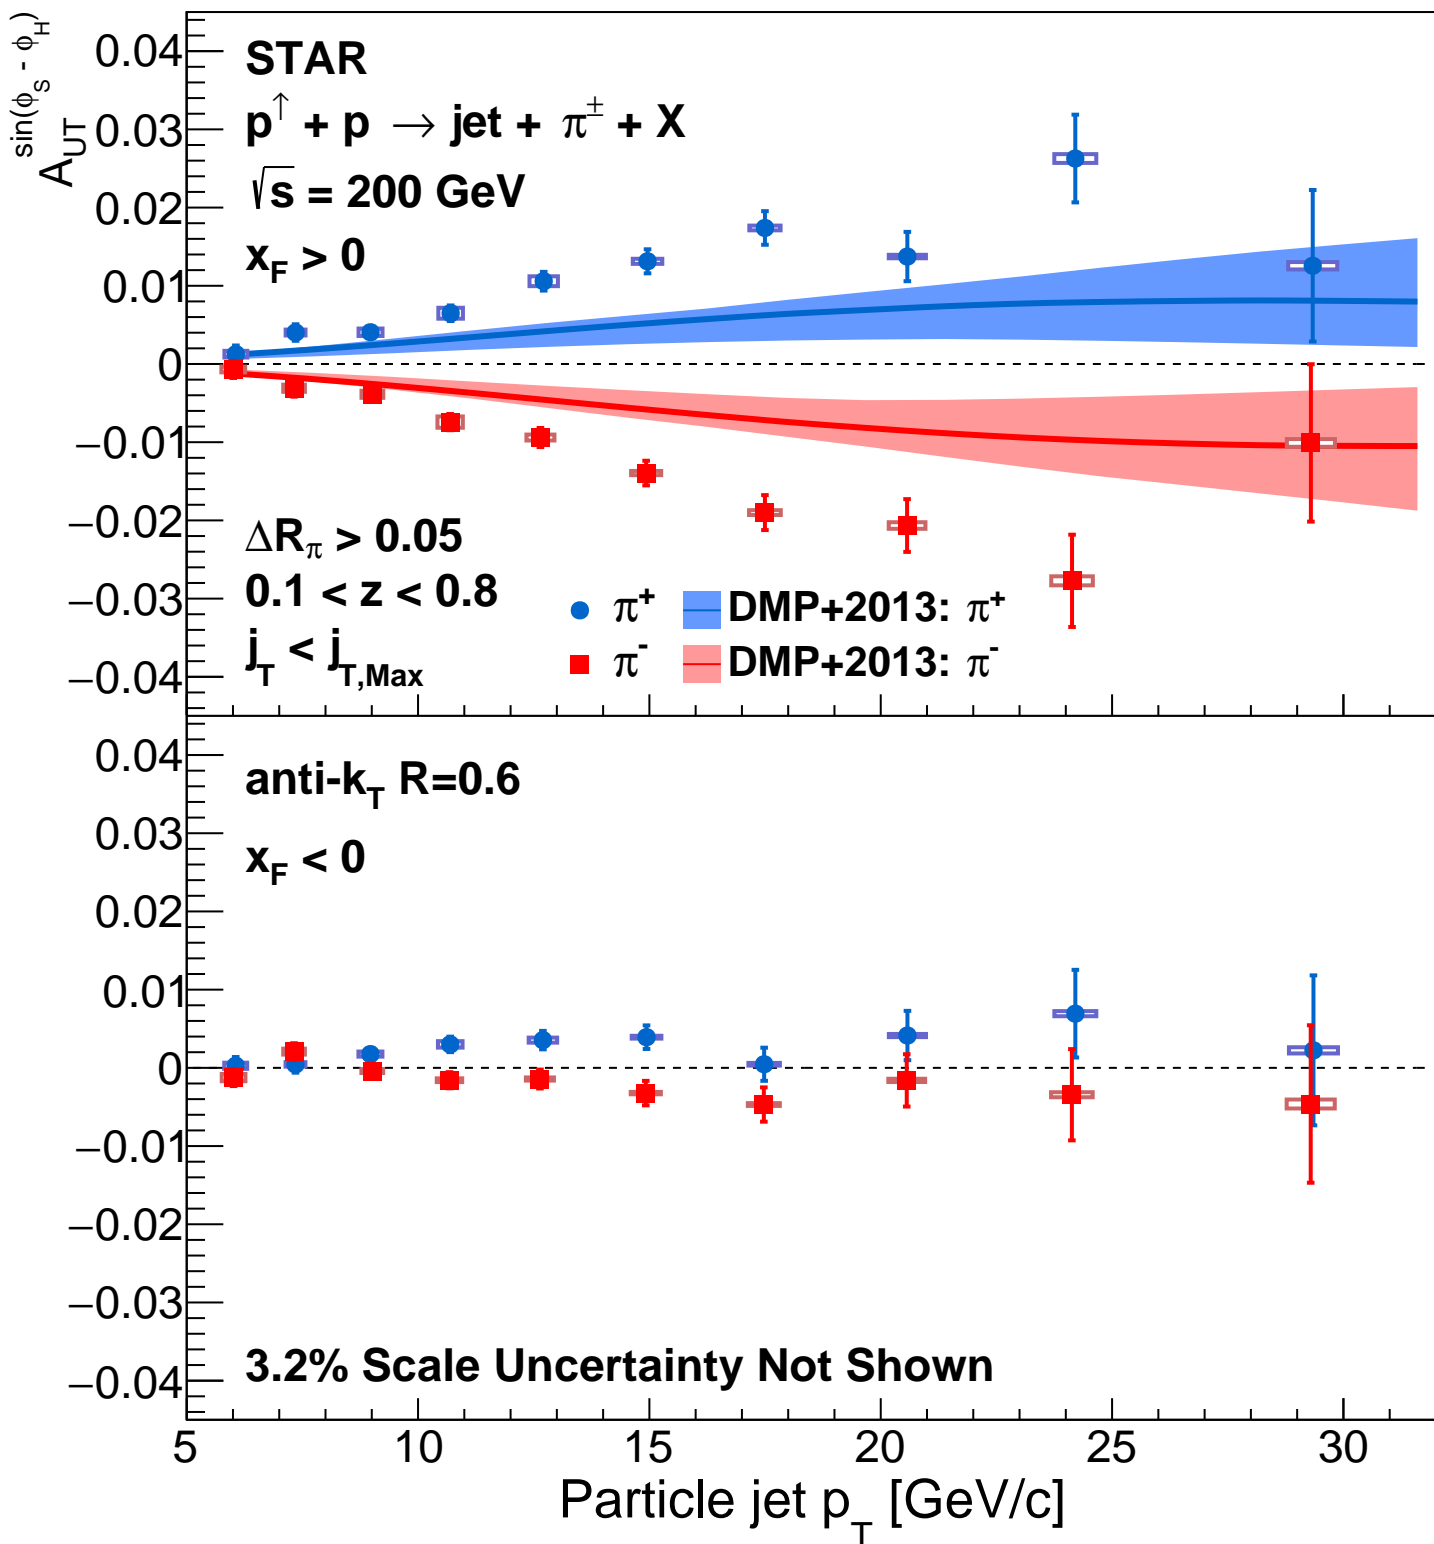 A_UT^sin(ϕ_S - ϕ_H)
0.04
0.03
0.02
0.01
0
−0.01
−0.02
−0.03
−0.04
STAR
p^↑ + p → jet + π^± + X
√s = 200 GeV
x_F > 0
ΔR_π > 0.05
0.1 < z < 0.8
j_T < j_T,Max
π^+ DMP+2013: π^+
π^- DMP+2013: π^-
0.04
0.03
0.02
0.01
0
−0.01
−0.02
−0.03
−0.04
anti-k_T R=0.6
x_F < 0
3.2% Scale Uncertainty Not Shown
5 10 15 20 25 30
Particle jet p_T [GeV/c]